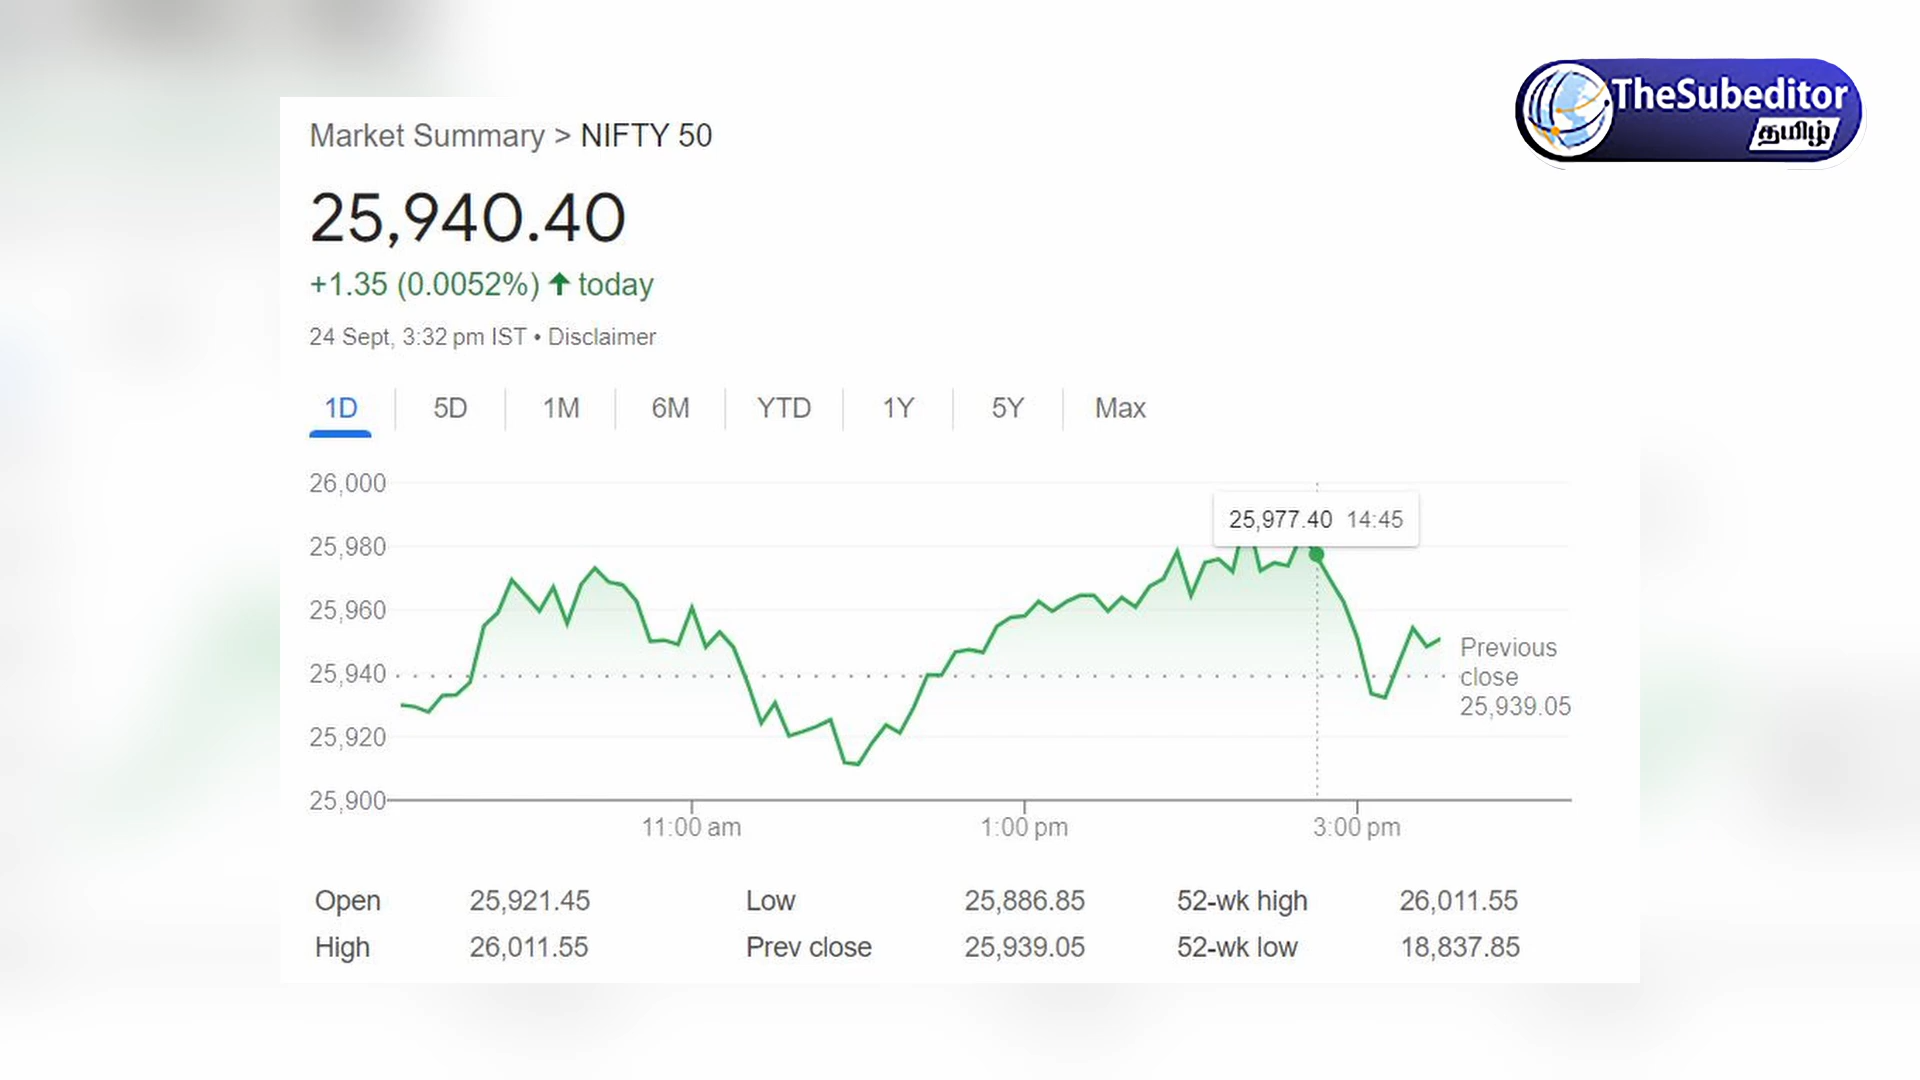 TheSubeditor
தமிழ்
Market Summary > NIFTY 50
25,940.40
+1.35 (0.0052%) ↑ today
24 Sept, 3:32 pm IST • Disclaimer
1D 5D 1M 6M YTD 1Y 5Y Max
26,000
25,977.40 14:45
25,980
25,960
25,940
Previous
close
25,939.05
25,920
25,900
11:00 am 1:00 pm 3:00 pm
Open 25,921.45 Low 25,886.85 52-wk high 26,011.55
High 26,011.55 Prev close 25,939.05 52-wk low 18,837.85